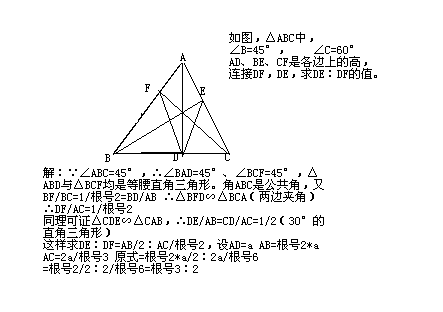 如图，△ABC中，
∠B=45°，  ∠C=60°
AD、BE、CF是各边上的高，
连接DF，DE，求DE：DF的值。
A
F
E
B
D
C
解：∵∠ABC=45°，∴∠BAD=45°、∠BCF=45°，△
ABD与△BCF均是等腰直角三角形。角ABC是公共角，又
BF/BC=1/根号2=BD/AB ∴△BFD∽△BCA（两边夹角）
∴DF/AC=1/根号2
同理可证△CDE∽△CAB，∴DE/AB=CD/AC=1/2（30°的
直角三角形）
这样求DE：DF=AB/2：AC/根号2，设AD=a AB=根号2*a
AC=2a/根号3 原式=根号2*a/2：2a/根号6
=根号2/2：2/根号6=根号3：2